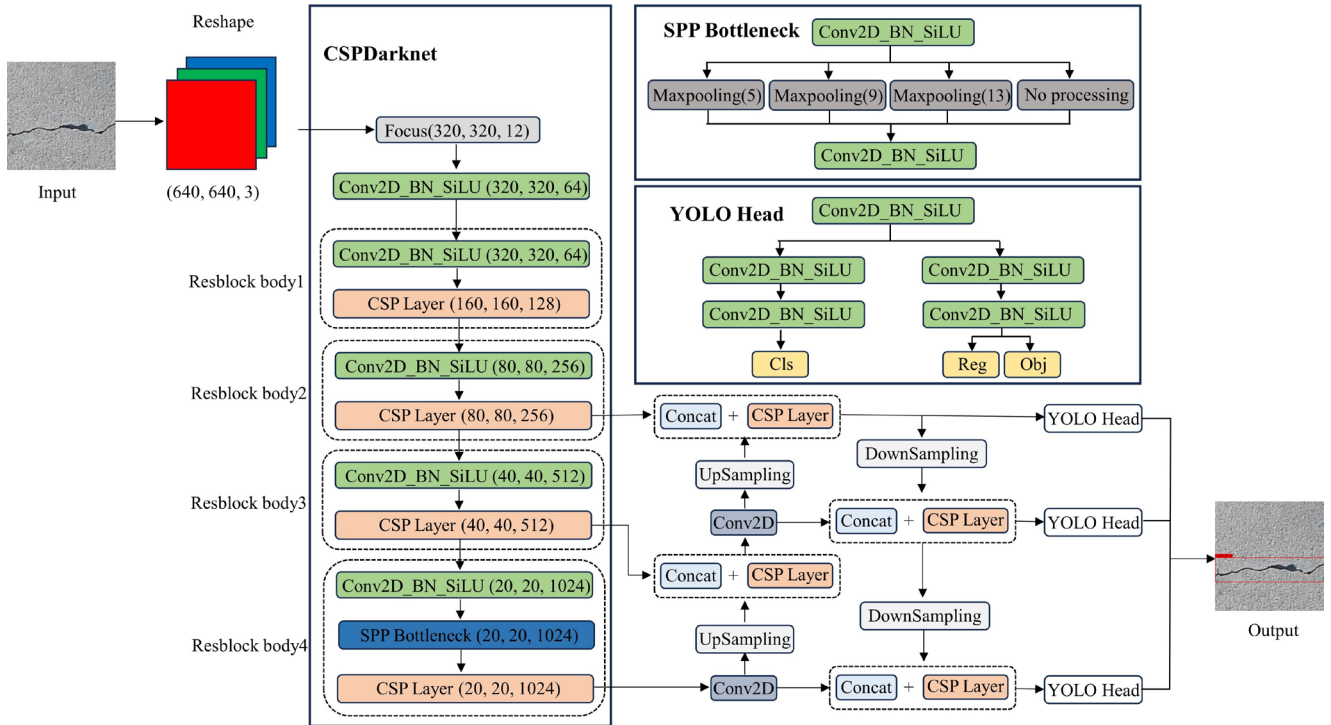 Reshape
Input
(640, 640, 3)
CSPDarknet
Focus(320, 320, 12)
Conv2D_BN_SiLU (320, 320, 64)
Resblock body1
Conv2D_BN_SiLU (320, 320, 64)
CSP Layer (160, 160, 128)
Resblock body2
Conv2D_BN_SiLU (80, 80, 256)
CSP Layer (80, 80, 256)
Resblock body3
Conv2D_BN_SiLU (40, 40, 512)
CSP Layer (40, 40, 512)
Resblock body4
Conv2D_BN_SiLU (20, 20, 1024)
SPP Bottleneck (20, 20, 1024)
CSP Layer (20, 20, 1024)
SPP Bottleneck
Conv2D_BN_SiLU
Maxpooling(5) Maxpooling(9) Maxpooling(13) No processing
Conv2D_BN_SiLU
YOLO Head
Conv2D_BN_SiLU
Conv2D_BN_SiLU Conv2D_BN_SiLU
Conv2D_BN_SiLU Conv2D_BN_SiLU
Cls Reg Obj
Concat + CSP Layer YOLO Head
DownSampling
UpSampling
Conv2D Concat + CSP Layer YOLO Head
Concat + CSP Layer
DownSampling
UpSampling
Conv2D Concat + CSP Layer YOLO Head
Output